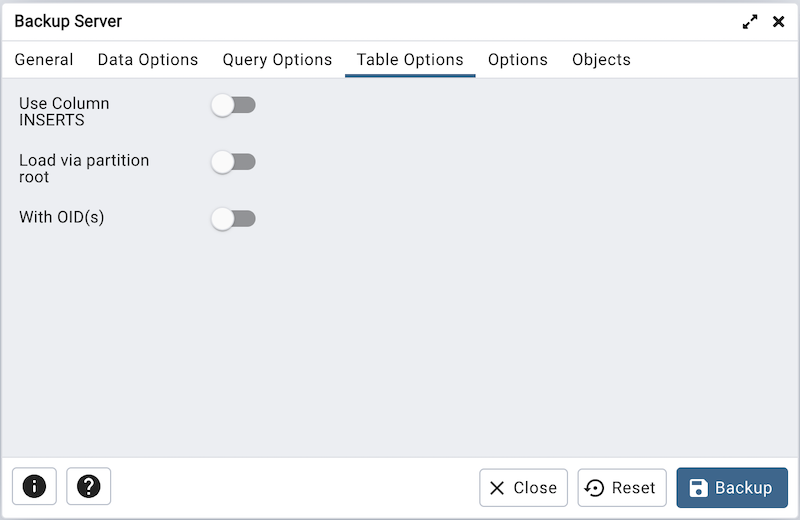 Backup Server
General Data Options Query Options Table Options Options Objects
Use Column
INSERTS
Load via partition
root
With OID(s)
Close Reset Backup